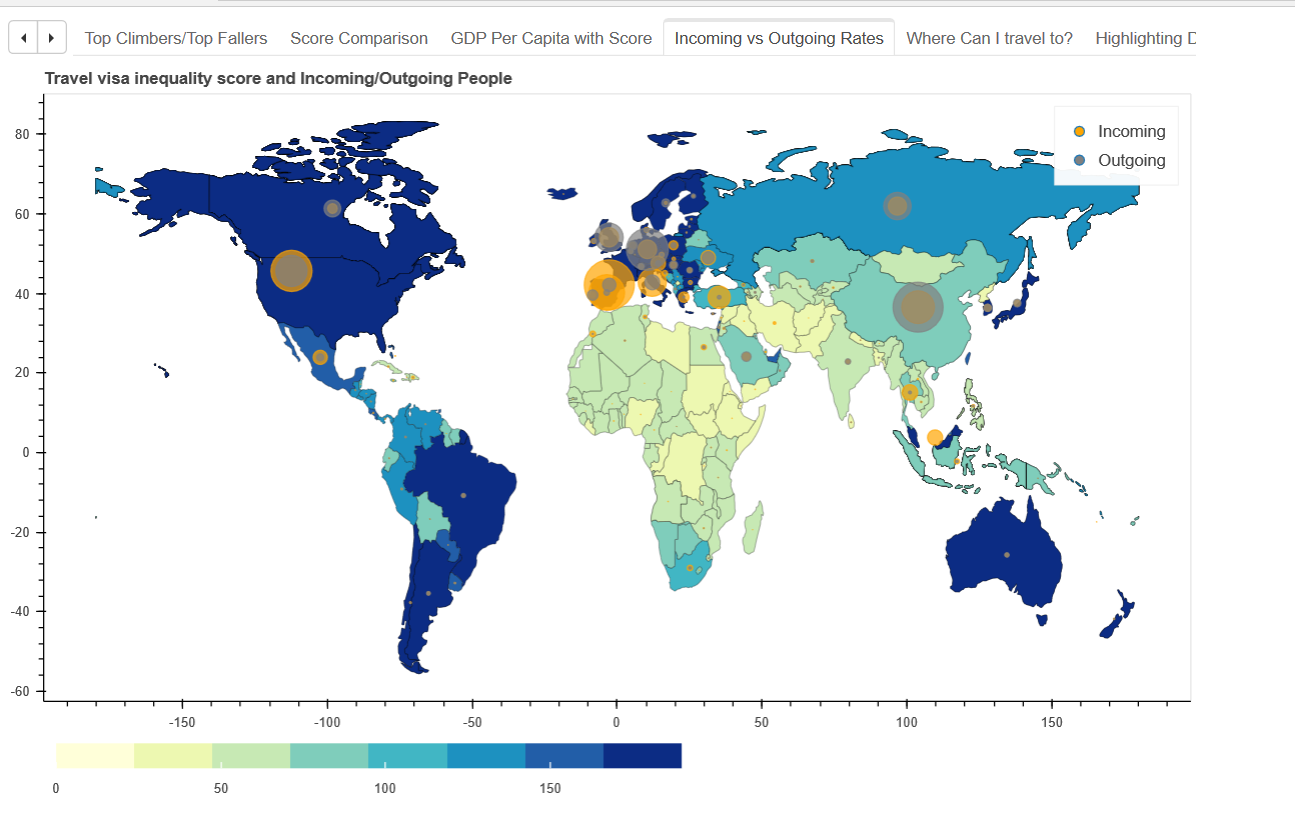 Top Climbers/Top Fallers Score Comparison GDP Per Capita with Score Incoming vs Outgoing Rates Where Can I travel to? Highlighting D
Travel visa inequality score and Incoming/Outgoing People
Incoming
Outgoing
80
60
40
20
0
-20
-40
-60
-150 -100 -50 0 50 100 150
0 50 100 150